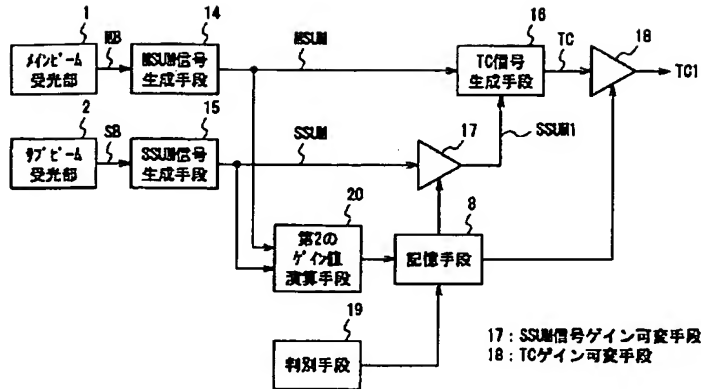 1
MB
メインビーム
受光部
14
MSUM信号
生成手段
MSUM
16
TC信号
生成手段
TC
18
TC1
2
SB
サブビーム
受光部
15
SSUM信号
生成手段
SSUM
17
SSUM1
20
第2の
ゲイン値
演算手段
8
記憶手段
19
判別手段
17：SSUM信号ゲイン可変手段
18：TCゲイン可変手段